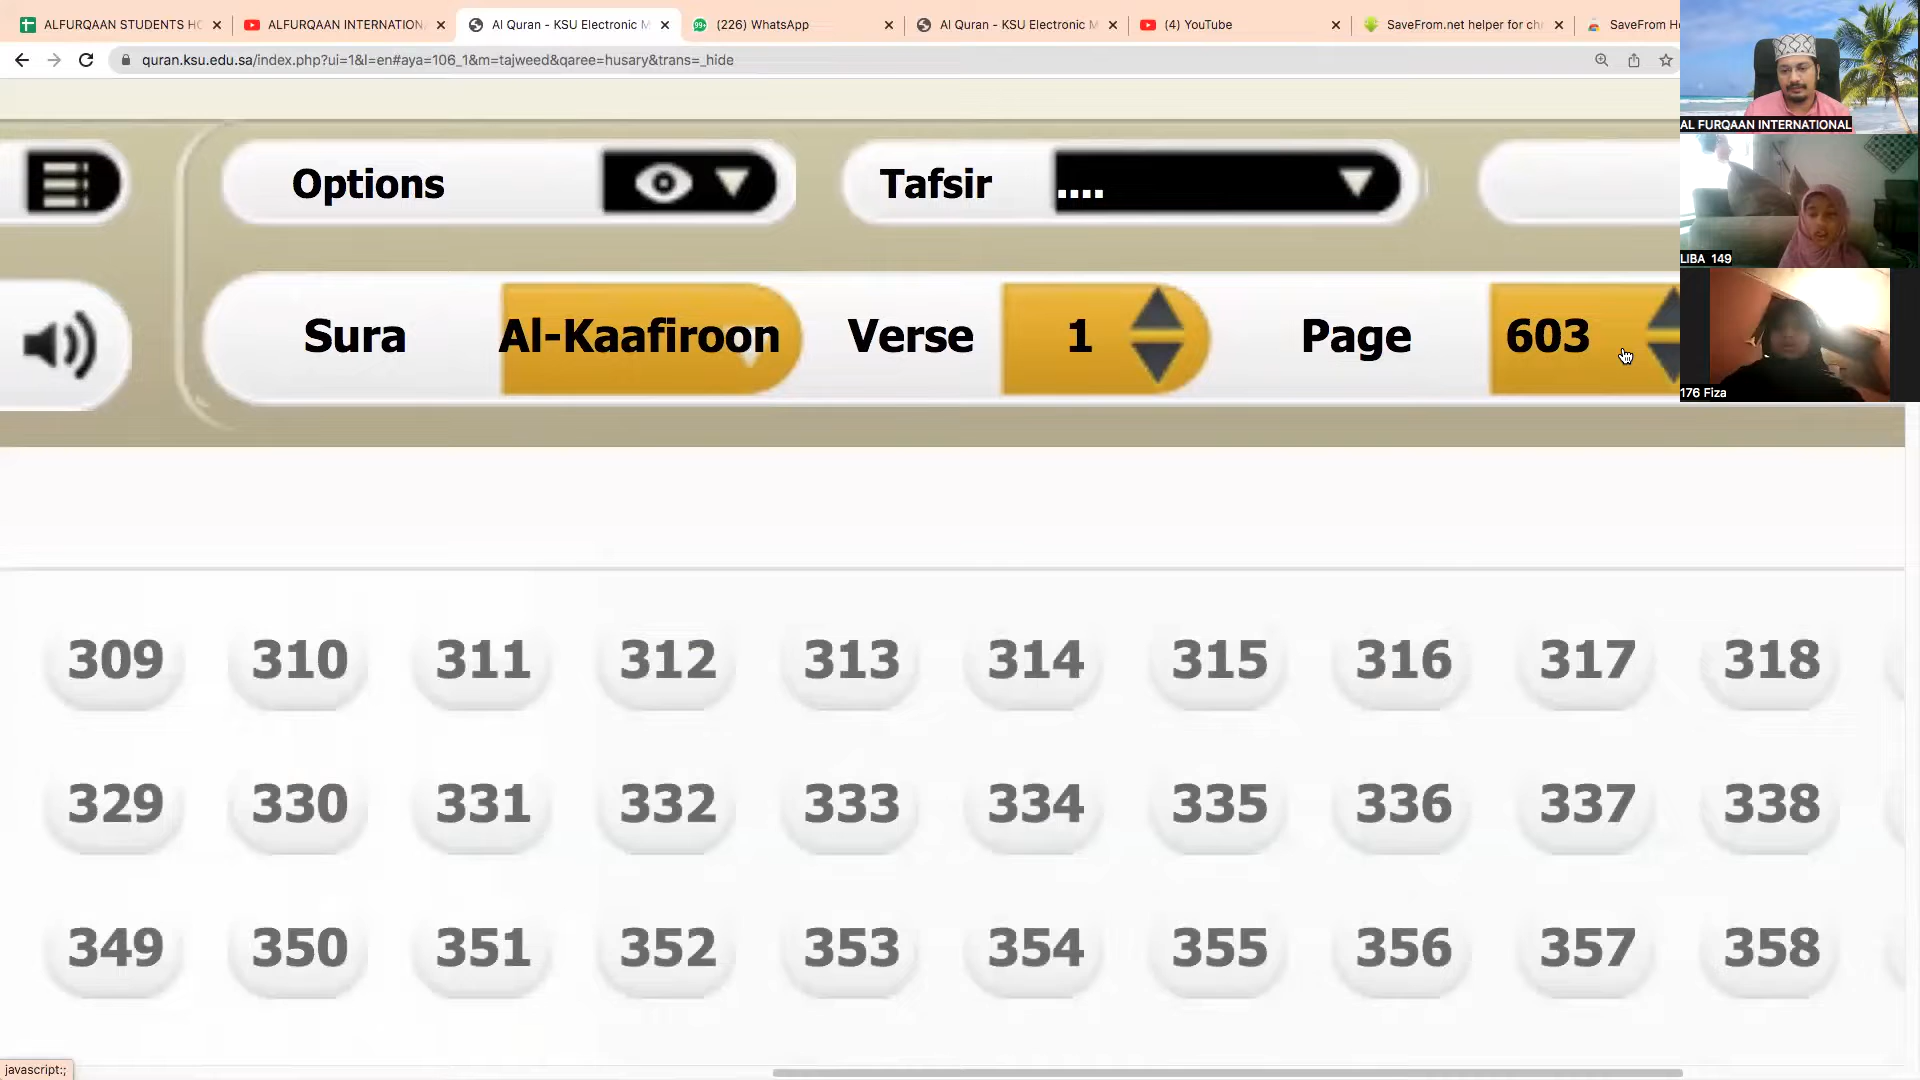 ALFURQAAN STUDENTS HO
ALFURQAAN INTERNATION
Al Quran - KSU Electronic M
(226) WhatsApp
Al Quran - KSU Electronic M
(4) YouTube
SaveFrom.net helper for chr
SaveFrom He
quran.ksu.edu.sa/index.php?ui=1&l=en#aya=106_1&m=tajweed&qaree=husary&trans=_hide
AL FURQAAN INTERNATIONAL
Options
Tafsir ....
LIBA 149
Sura Al-Kaafiroon Verse 1 Page 603
176 Fiza
309 310 311 312 313 314 315 316 317 318
329 330 331 332 333 334 335 336 337 338
349 350 351 352 353 354 355 356 357 358
javascript:;